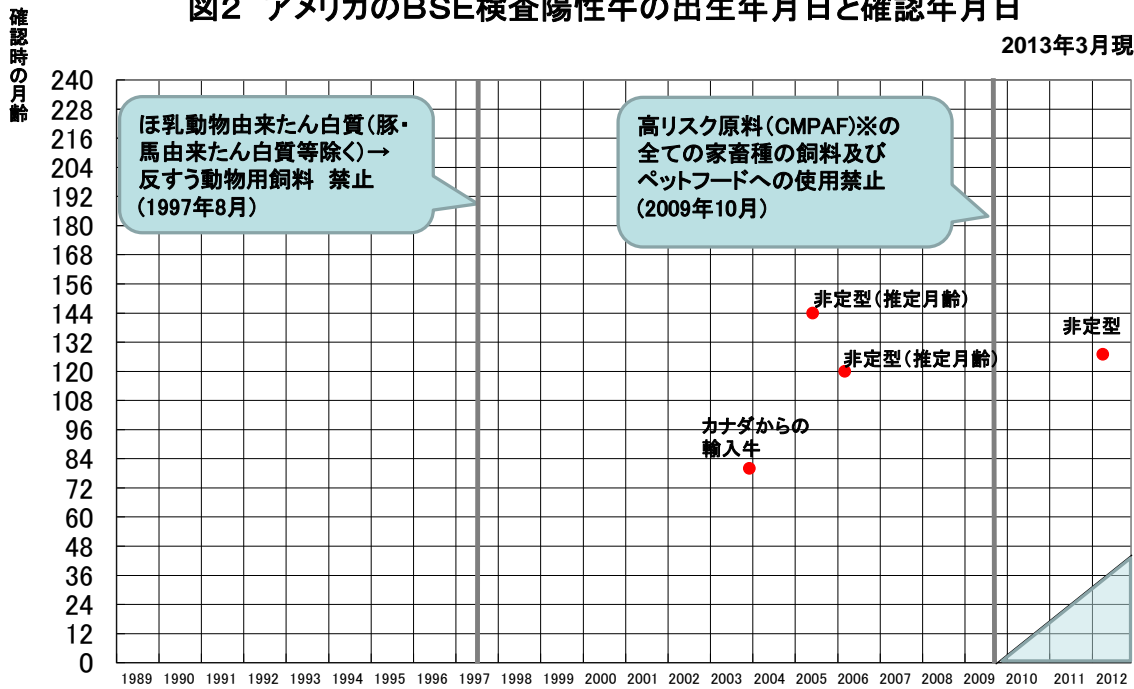 図2 アメリカのBSE検査陽性牛の出生年月日と確認年月日
2013年3月現
確認時の月齢
240
228
216
204
192
180
168
156
144
132
120
108
96
84
72
60
48
36
24
12
0
ほ乳動物由来たん白質(豚・
馬由来たん白質等除く)→
反すう動物用飼料 禁止
(1997年8月)
高リスク原料(CMPAF)※の
全ての家畜種の飼料及び
ペットフードへの使用禁止
(2009年10月)
非定型(推定月齢)
非定型
非定型(推定月齢)
カナダからの
輸入牛
1989 1990 1991 1992 1993 1994 1995 1996 1997 1998 1999 2000 2001 2002 2003 2004 2005 2006 2007 2008 2009 2010 2011 2012